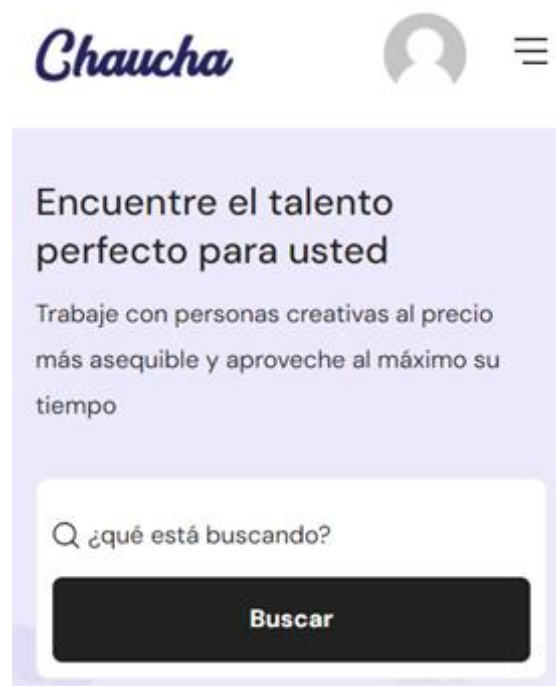 Chaucha
Encuentre el talento
perfecto para usted
Trabaje con personas creativas al precio
más asequible y aproveche al máximo su
tiempo
¿qué está buscando?
Buscar